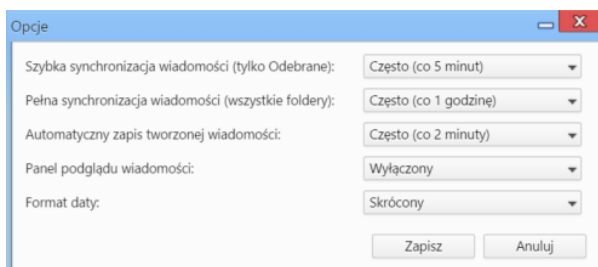 Opcje
Szybka synchronizacja wiadomości (tylko Odebrane): Często (co 5 minut)
Pełna synchronizacja wiadomości (wszystkie foldery): Często (co 1 godzinę)
Automatyczny zapis tworzonej wiadomości: Często (co 2 minuty)
Panel podglądu wiadomości: Wyłączony
Format daty: Skrócony
Zapisz Anuluj